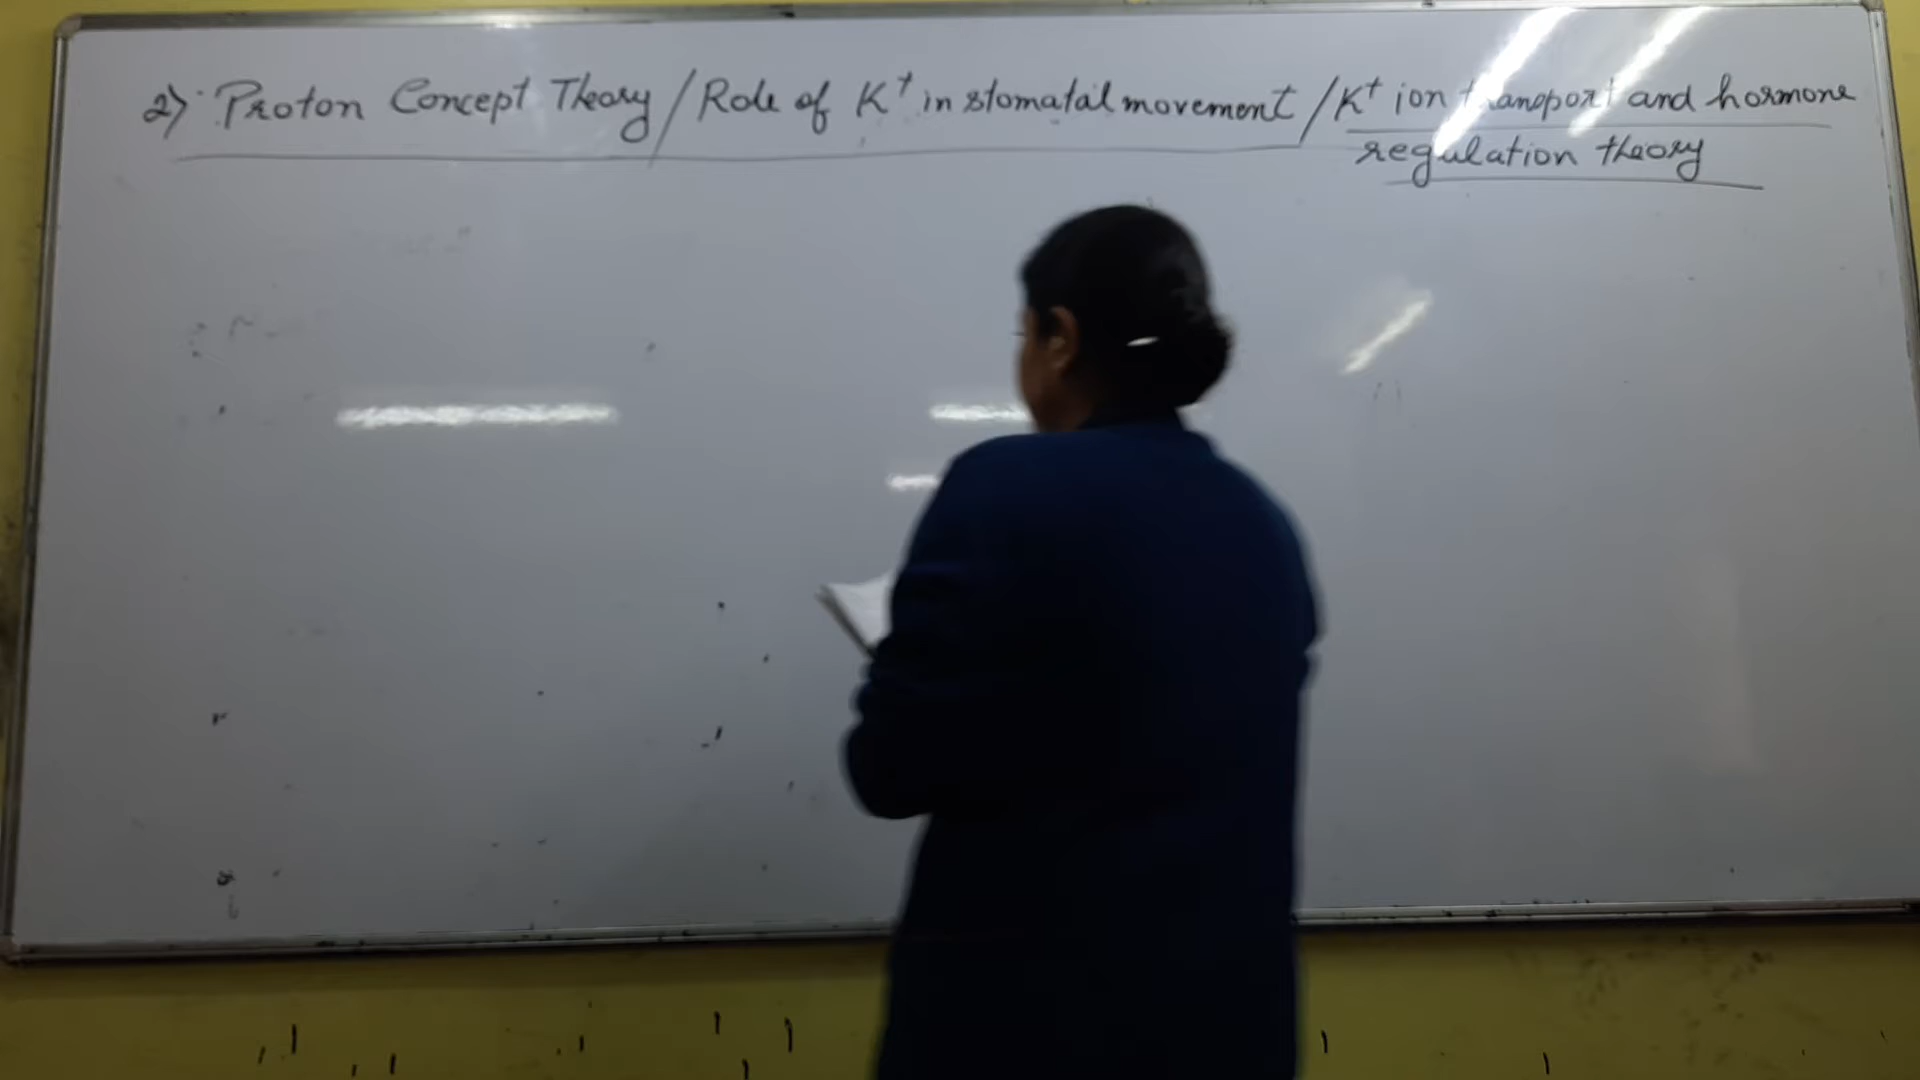 2) Proton Concept Theory / Role of K⁺ in stomatal movement / K⁺ ion transport and hormone
regulation theory